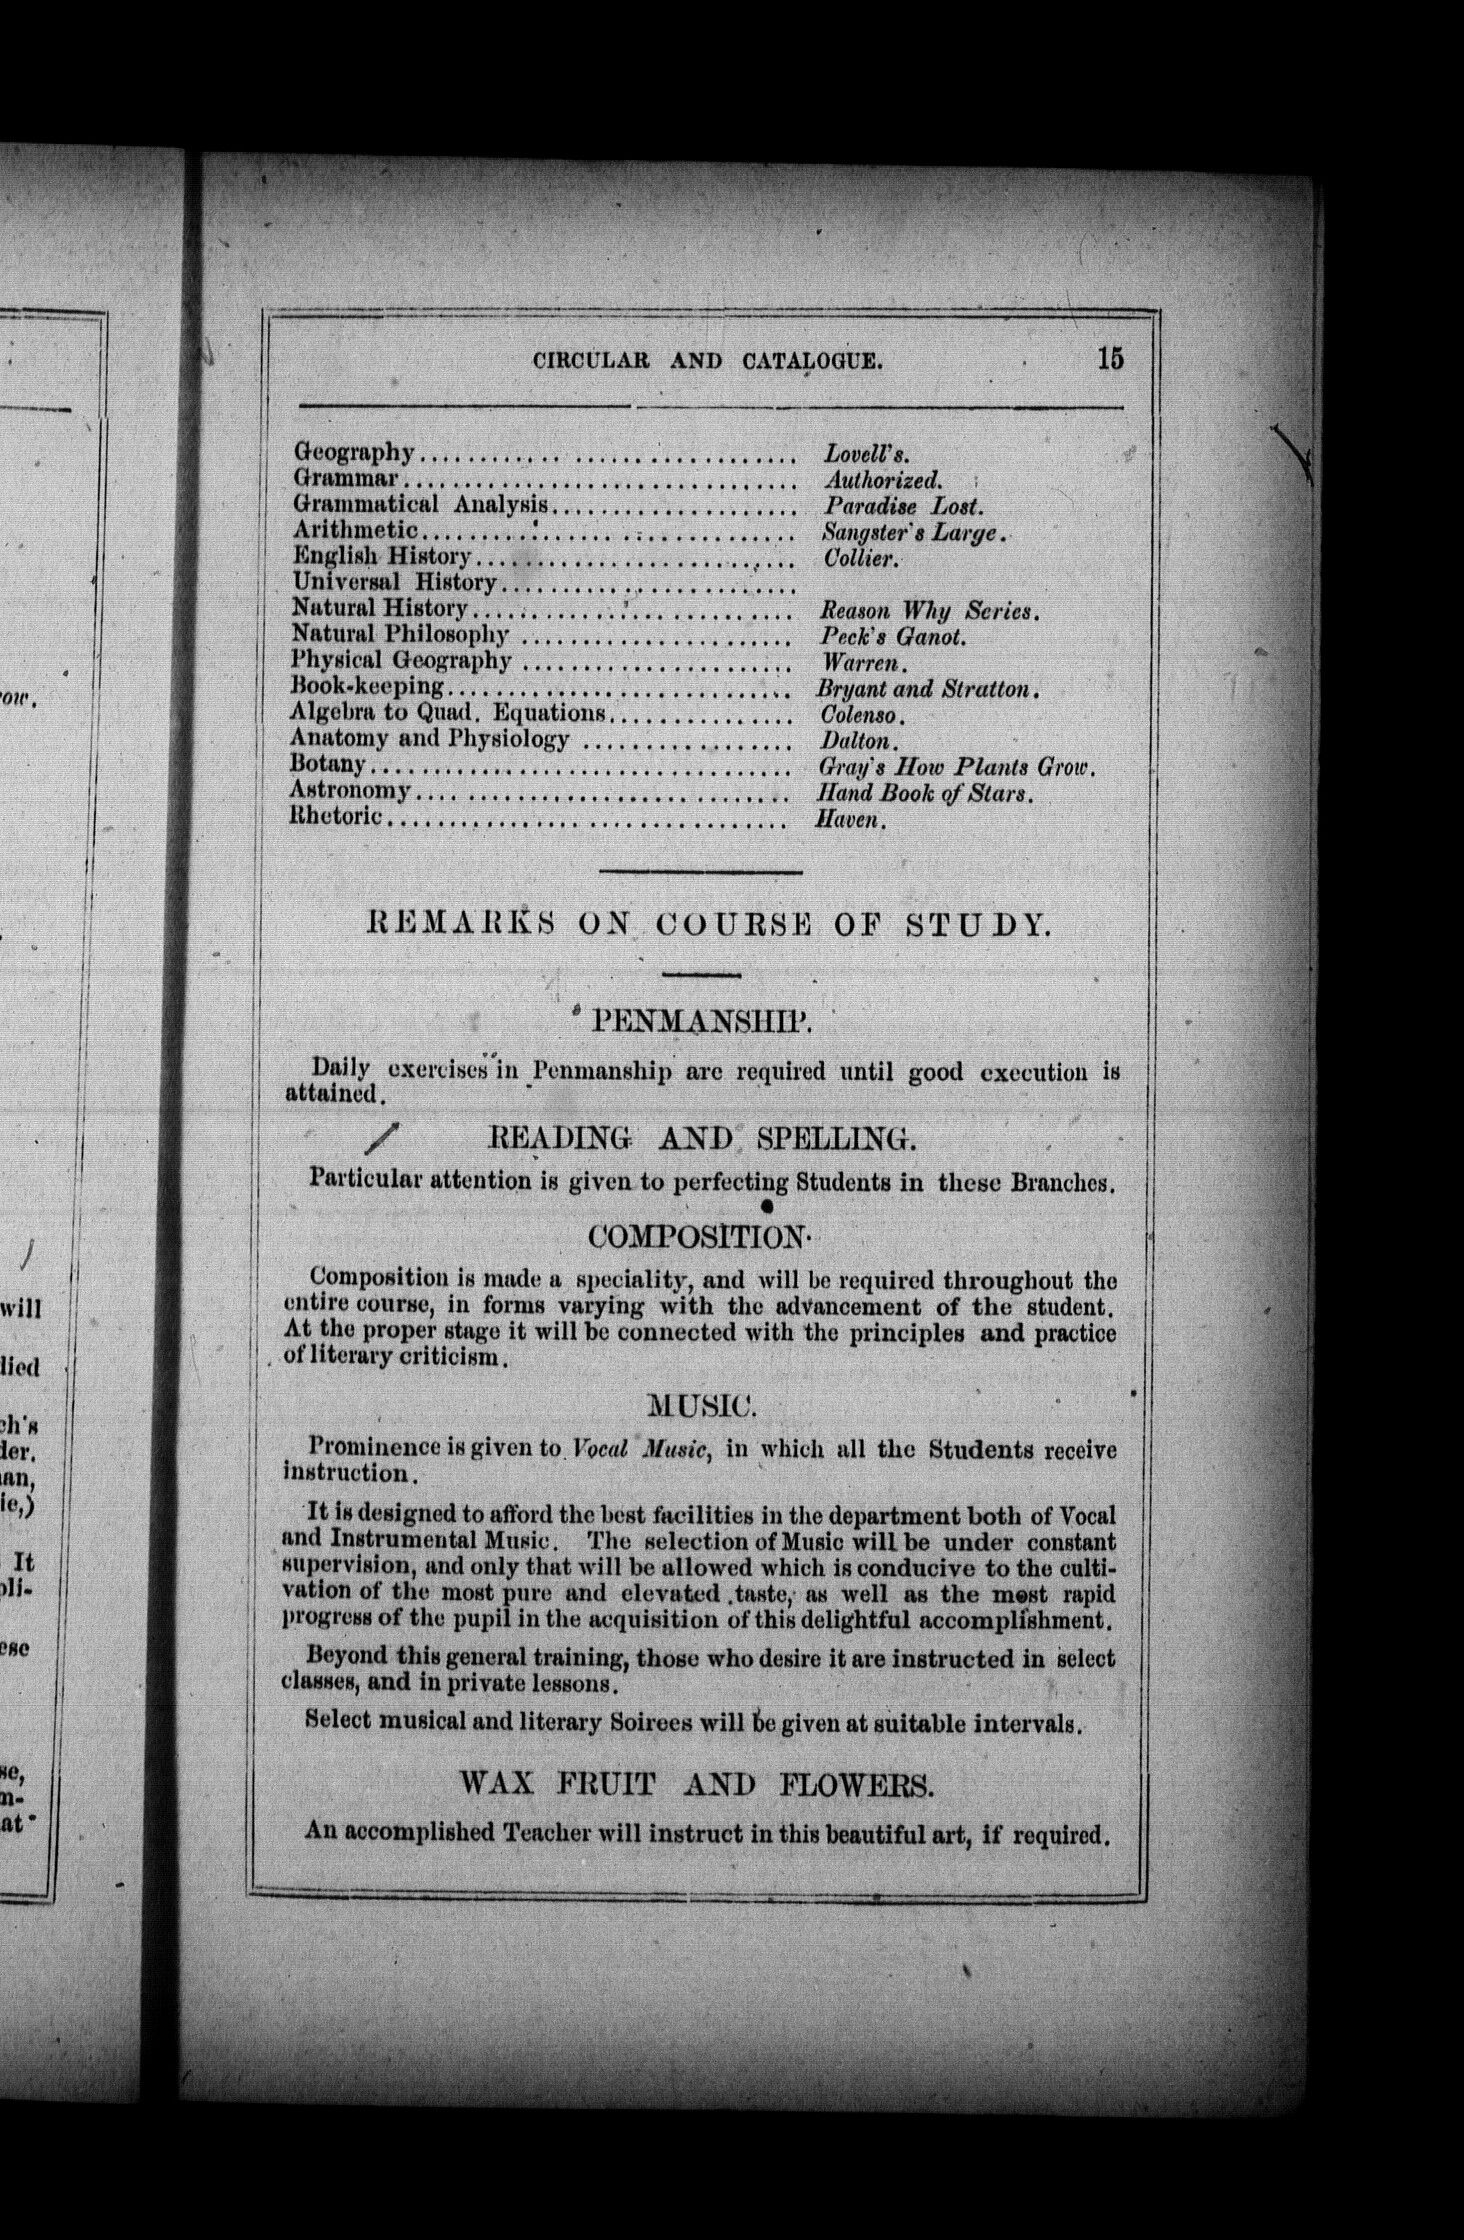 CIRCULAR AND CATALOGUE. 15
Geography.............................. Lovell's.
Grammar................................ Authorized.
Grammatical Analysis.................... Paradise Lost.
Arithmetic.............................. Sangster's Large.
English History.......................... Collier.
Universal History........................
Natural History.......................... Reason Why Series.
Natural Philosophy ...................... Peck's Ganot.
Physical Geography ...................... Warren.
Book-keeping............................ Bryant and Stratton.
Algebra to Quad. Equations............... Colenso.
Anatomy and Physiology ................. Dalton.
Botany.................................. Gray's How Plants Grow.
Astronomy.............................. Hand Book of Stars.
Rhetoric................................ Haven.
REMARKS ON COURSE OF STUDY.
PENMANSHIP.
Daily exercises in Penmanship are required until good execution is
attained.
READING AND SPELLING.
Particular attention is given to perfecting Students in these Branches.
COMPOSITION.
Composition is made a speciality, and will be required throughout the
entire course, in forms varying with the advancement of the student.
At the proper stage it will be connected with the principles and practice
of literary criticism.
MUSIC.
Prominence is given to Vocal Music, in which all the Students receive
instruction.
It is designed to afford the best facilities in the department both of Vocal
and Instrumental Music. The selection of Music will be under constant
supervision, and only that will be allowed which is conducive to the culti-
vation of the most pure and elevated taste, as well as the most rapid
progress of the pupil in the acquisition of this delightful accomplishment.
Beyond this general training, those who desire it are instructed in select
classes, and in private lessons.
Select musical and literary Soirees will be given at suitable intervals.
WAX FRUIT AND FLOWERS.
An accomplished Teacher will instruct in this beautiful art, if required.